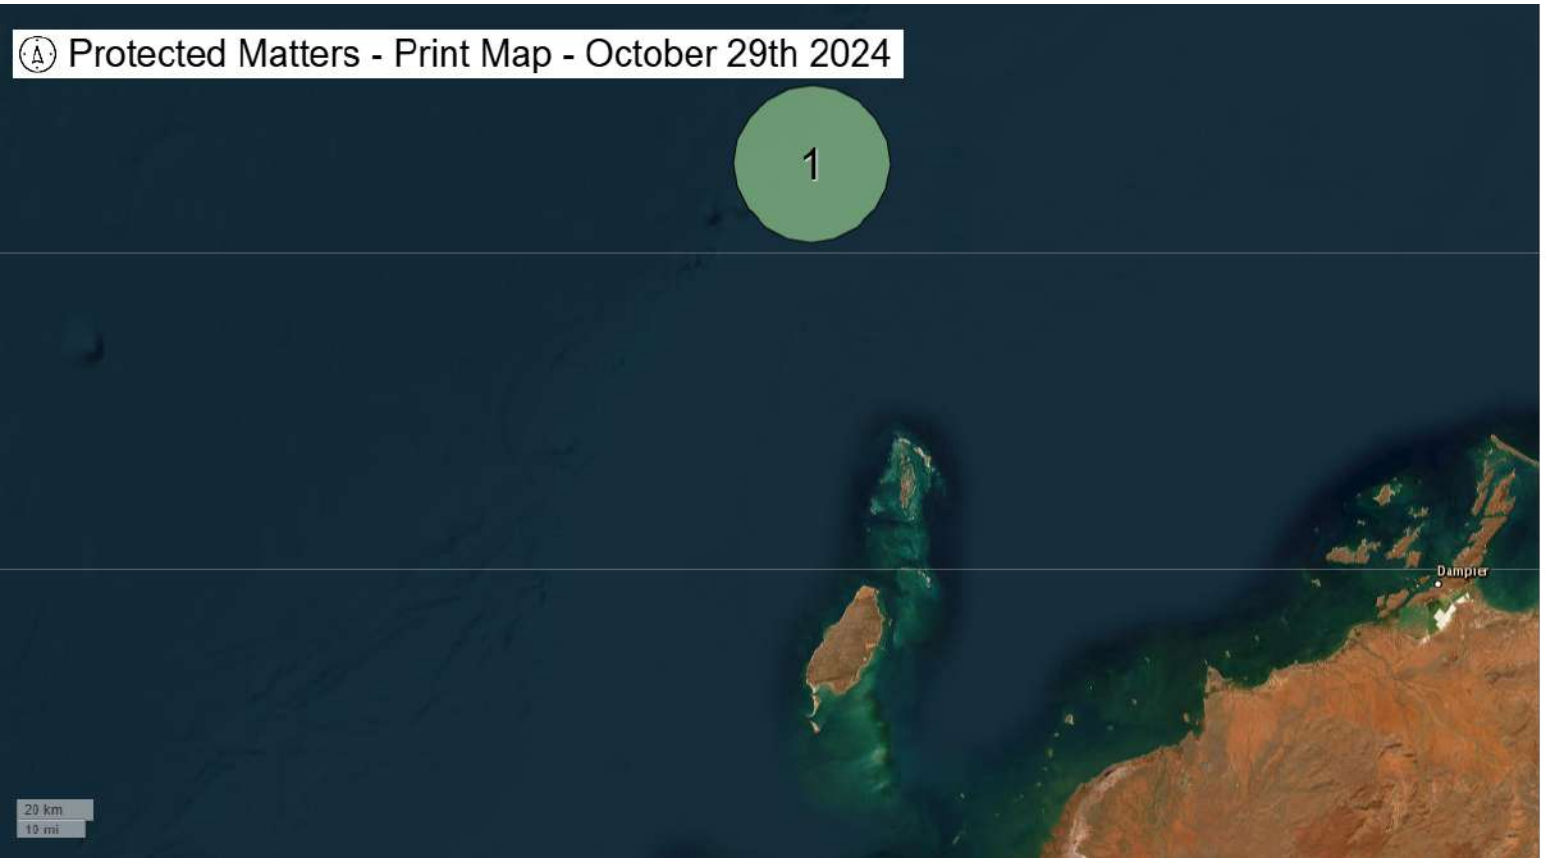 Protected Matters - Print Map - October 29th 2024
1
Dampier
20 km
10 mi